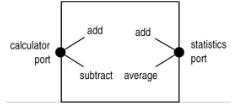 add
add
calculator
port
statistics
port
subtract
average